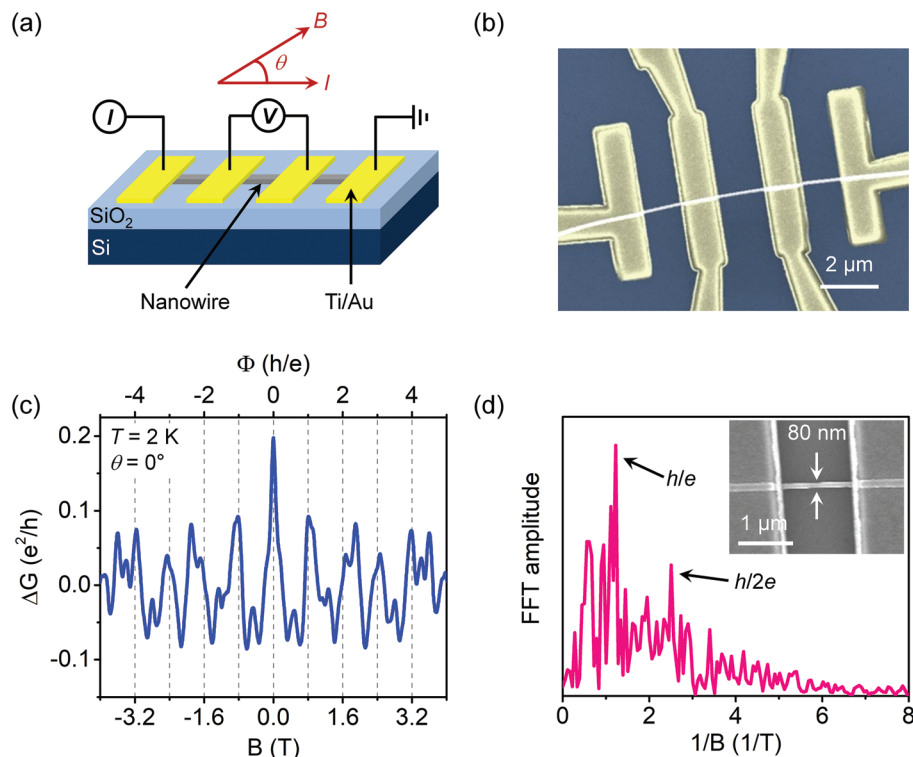 (a)
B
θ
I
I
V
SiO₂
Si
Nanowire
Ti/Au
(b)
2 µm
(c)
Φ (h/e)
-4 -2 0 2 4
T = 2 K
θ = 0°
0.2
0.1
0.0
-0.1
ΔG (e²/h)
-3.2 -1.6 0.0 1.6 3.2
B (T)
(d)
FFT amplitude
h/e
h/2e
80 nm
1 µm
0 2 4 6 8
1/B (1/T)